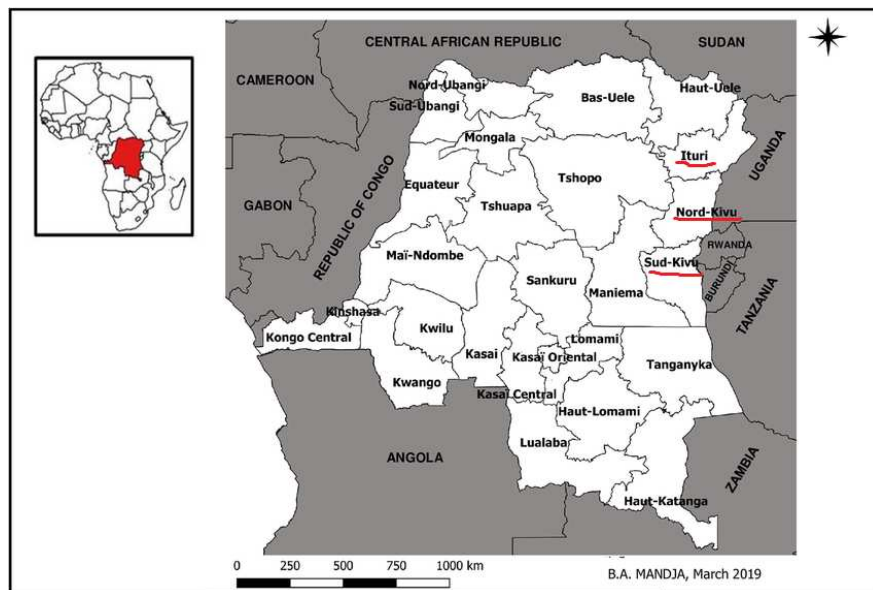 CENTRAL AFRICAN REPUBLIC
SUDAN
CAMEROON
Nord-Ubangi
Haut-Uele
Bas-Uele
Sud-Ubangi
Mongala
Ituri
UGANDA
Tshopo
Equateur
Tshuapa
GABON
REPUBLIC OF CONGO
Nord-Kivu
RWANDA
Maï-Ndombe
Sud-Kivu
BURUNDI
Sankuru
Maniema
TANZANIA
Kinshasa
Kongo Central
Kwilu
Lomami
Kasai
Kasaï Oriental
Tanganyka
Kwango
Kasaï Central
Haut-Lomami
Lualaba
ANGOLA
ZAMBIA
Haut-Katanga
0 250 500 750 1000 km
B.A. MANDJA, March 2019